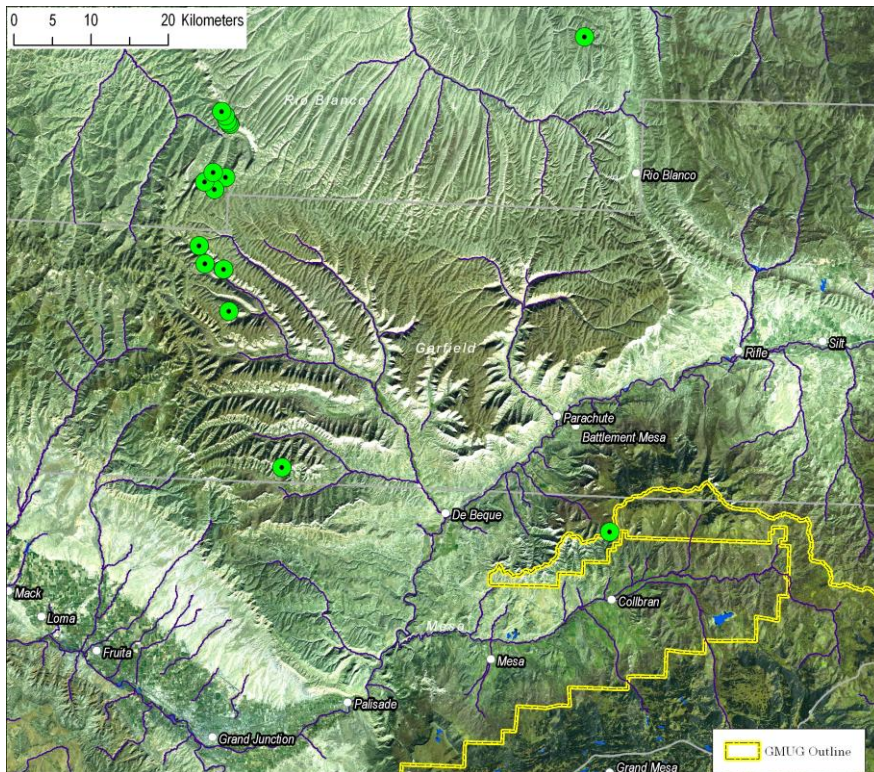 0 10 20 Kilometers
Rio Blanco
Rio Blanco
Garfield
Silt
Rifle
Parachute
Battlement Mesa
De Beque
Mack
Collbran
Loma
Mesa
Fruita
Mesa
Palisade
Grand Junction
GMUG Outline
Grand Mesa